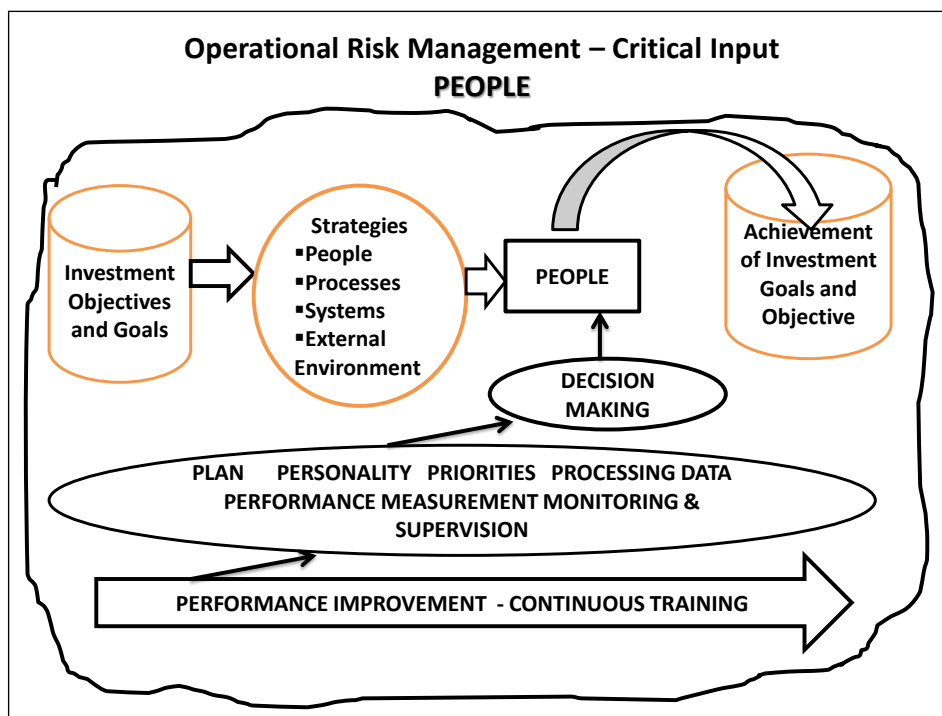 Operational Risk Management – Critical Input
PEOPLE
Investment
Objectives
and Goals
Strategies
▪People
▪Processes
▪Systems
▪External
Environment
PEOPLE
Achievement
of Investment
Goals and
Objective
DECISION
MAKING
PLAN PERSONALITY PRIORITIES PROCESSING DATA
PERFORMANCE MEASUREMENT MONITORING &
SUPERVISION
PERFORMANCE IMPROVEMENT - CONTINUOUS TRAINING